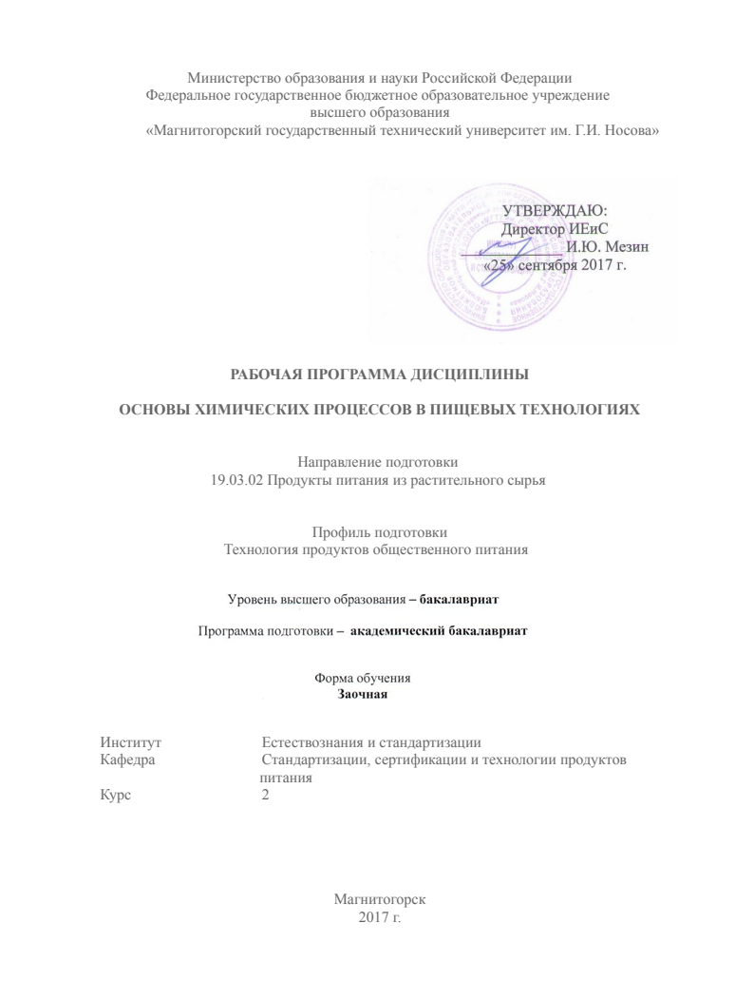 Министерство образования и науки Российской Федерации
Федеральное государственное бюджетное образовательное учреждение
высшего образования
«Магнитогорский государственный технический университет им. Г.И. Носова»
УТВЕРЖДАЮ:
Директор ИЕиС
И.Ю. Мезин
«25» сентября 2017 г.
РАБОЧАЯ ПРОГРАММА ДИСЦИПЛИНЫ
ОСНОВЫ ХИМИЧЕСКИХ ПРОЦЕССОВ В ПИЩЕВЫХ ТЕХНОЛОГИЯХ
Направление подготовки
19.03.02 Продукты питания из растительного сырья
Профиль подготовки
Технология продуктов общественного питания
Уровень высшего образования – бакалавриат
Программа подготовки – академический бакалавриат
Форма обучения
Заочная
Институт Естествознания и стандартизации
Кафедра Стандартизации, сертификации и технологии продуктов
питания
Курс 2
Магнитогорск
2017 г.